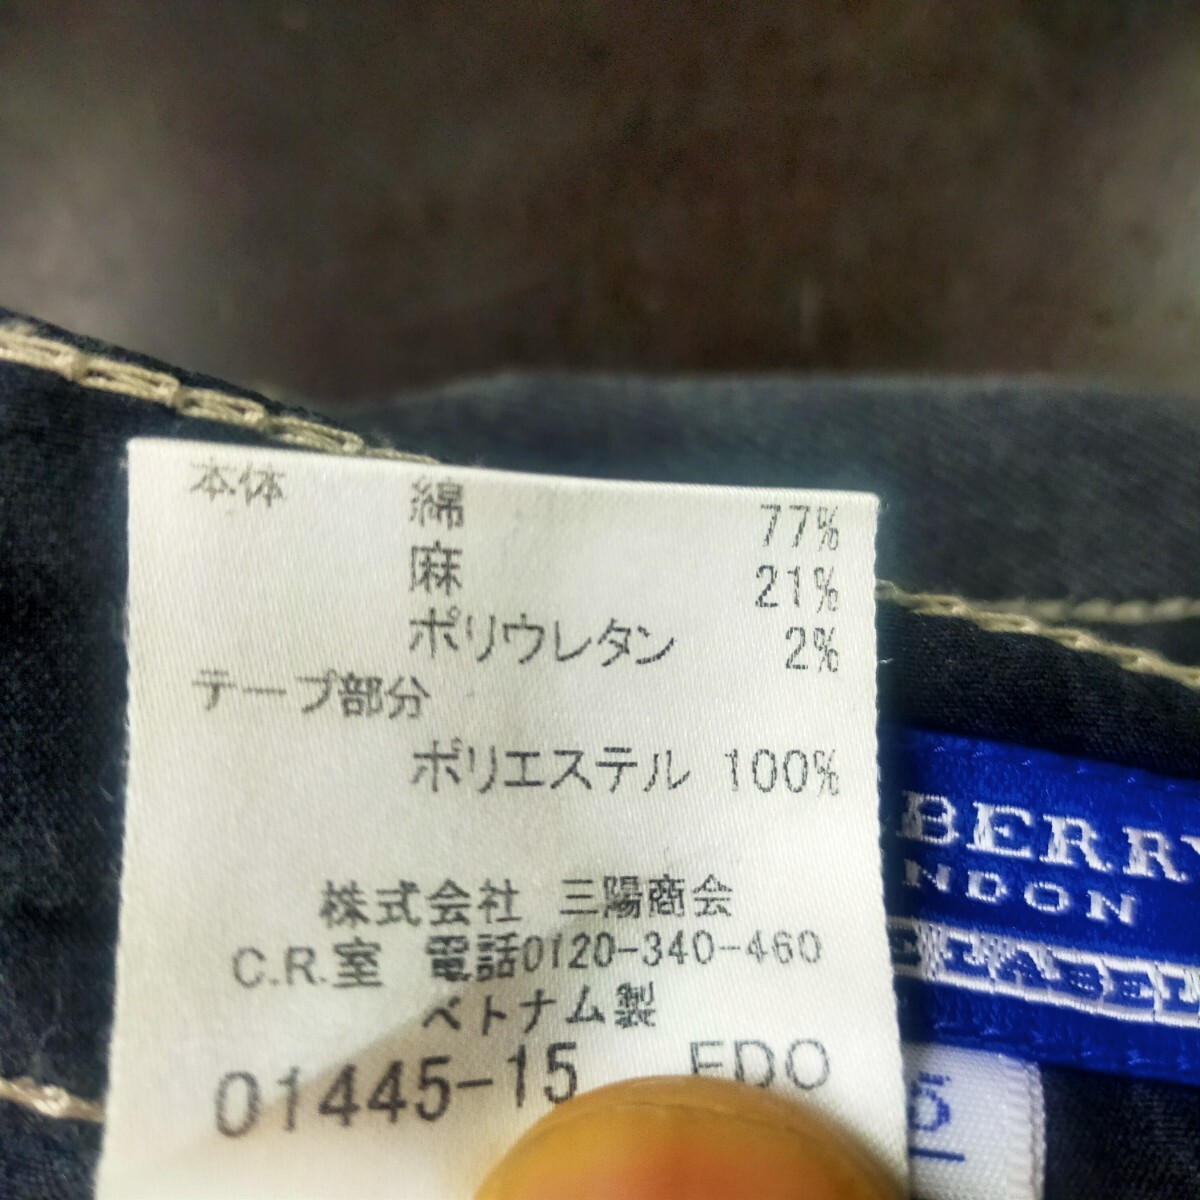 本体 綿 77%
麻 21%
ポリウレタン 2%
テープ部分
ポリエステル 100%
株式会社 三陽商会
C.R.室 電話0120-340-460
ベトナム製
01445-15 EDO
BERRY
NDON
LABEL